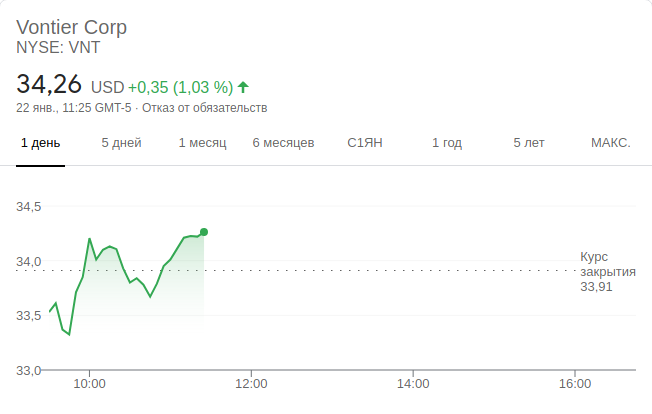 Vontier Corp
NYSE: VNT
34,26 USD +0,35 (1,03 %)
22 янв., 11:25 GMT-5 · Отказ от обязательств
1 день 5 дней 1 месяц 6 месяцев С1ЯН 1 год 5 лет МАКС.
34,5
34,0
33,5
33,0
Курс
закрытия
33,91
10:00 12:00 14:00 16:00